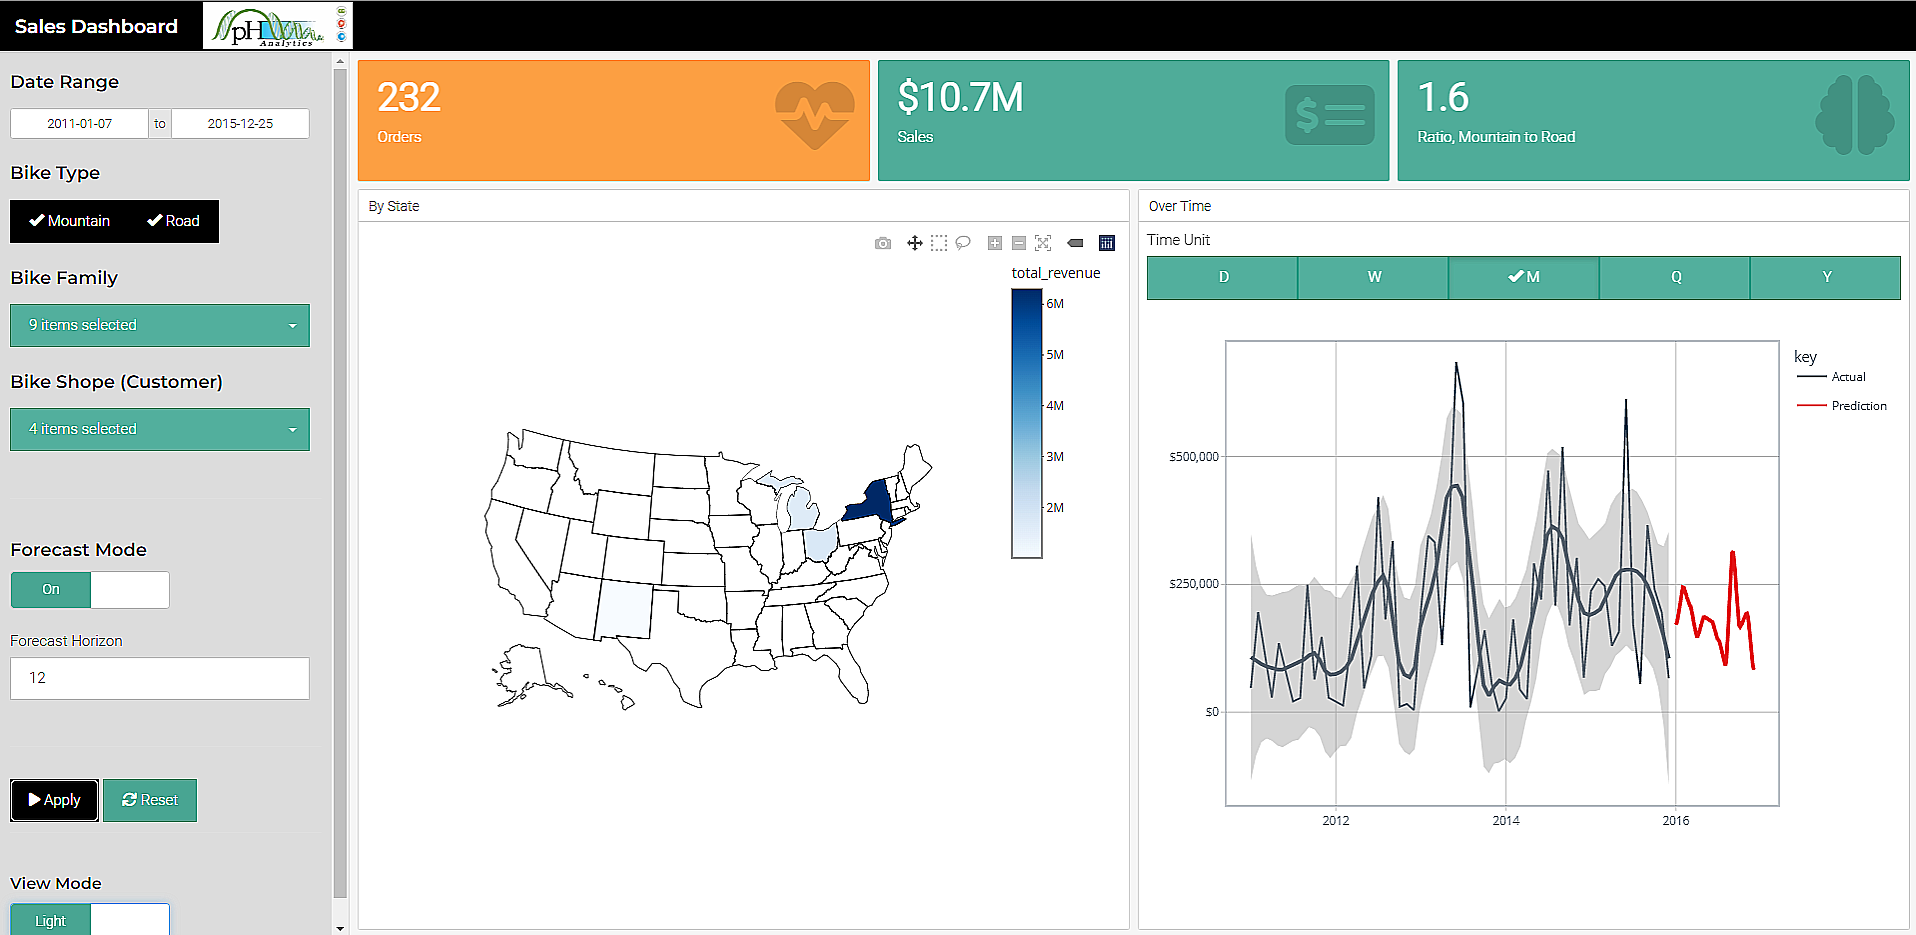 Sales Dashboard
pH
Analytics
Date Range
2011-01-07 to 2015-12-25
Bike Type
Mountain Road
Bike Family
9 items selected
Bike Shope (Customer)
4 items selected
Forecast Mode
On
Forecast Horizon
12
Apply Reset
View Mode
Light
232
Orders
$10.7M
Sales
1.6
Ratio, Mountain to Road
By State
total_revenue
6M
5M
4M
3M
2M
Over Time
Time Unit
D W M Q Y
key
Actual
Prediction
$500,000
$250,000
$0
2012 2014 2016